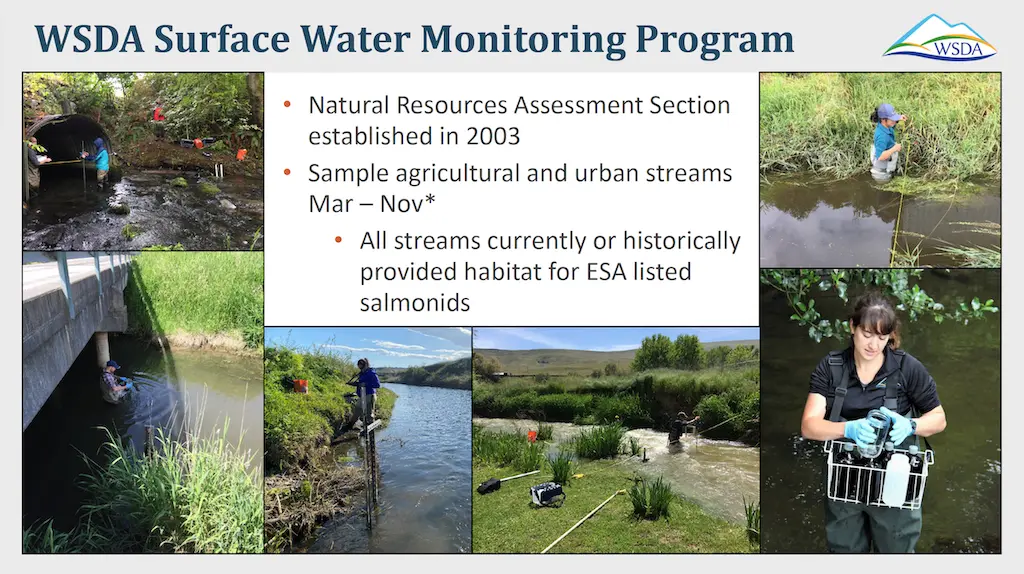 WSDA Surface Water Monitoring Program
WSDA
• Natural Resources Assessment Section
established in 2003
• Sample agricultural and urban streams
Mar – Nov*
• All streams currently or historically
provided habitat for ESA listed
salmonids